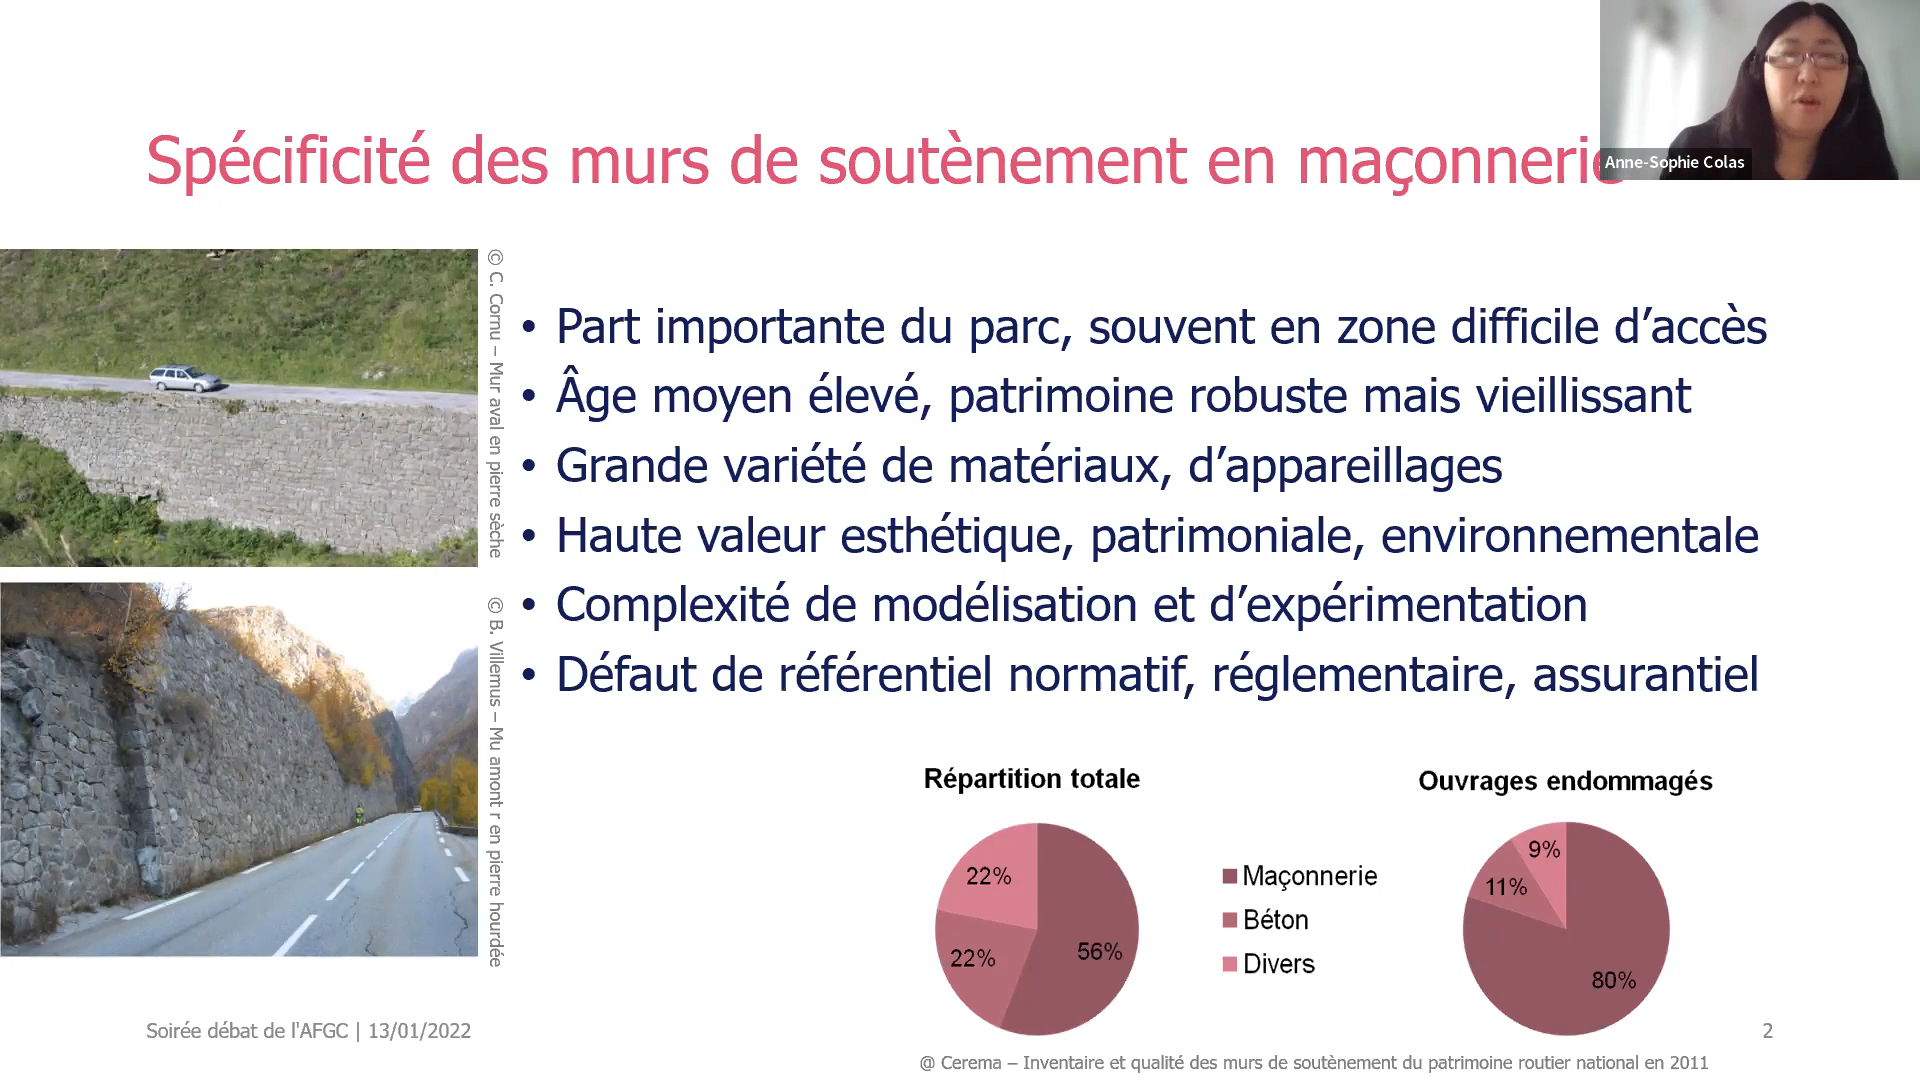 Anne-Sophie Colas
Spécificité des murs de soutènement en maçonnerie
© C. Cornu – Mur aval en pierre sèche
© B. Villemus – Mu amont r en pierre hourdée
• Part importante du parc, souvent en zone difficile d’accès
• Âge moyen élevé, patrimoine robuste mais vieillissant
• Grande variété de matériaux, d’appareillages
• Haute valeur esthétique, patrimoniale, environnementale
• Complexité de modélisation et d’expérimentation
• Défaut de référentiel normatif, réglementaire, assurantiel
Répartition totale
22%
22%
56%
Maçonnerie
Béton
Divers
Ouvrages endommagés
9%
11%
80%
Soirée débat de l'AFGC | 13/01/2022
2
@ Cerema – Inventaire et qualité des murs de soutènement du patrimoine routier national en 2011